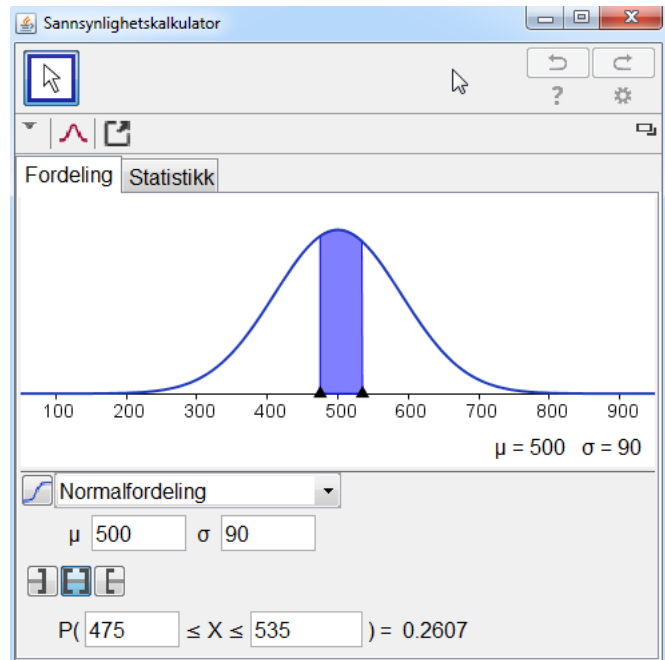 Sannsynlighetskalkulator
?
Fordeling Statistikk
100 200 300 400 500 600 700 800 900
μ = 500 σ = 90
Normalfordeling
μ 500 σ 90
P( 475 ≤ X ≤ 535 ) = 0.2607